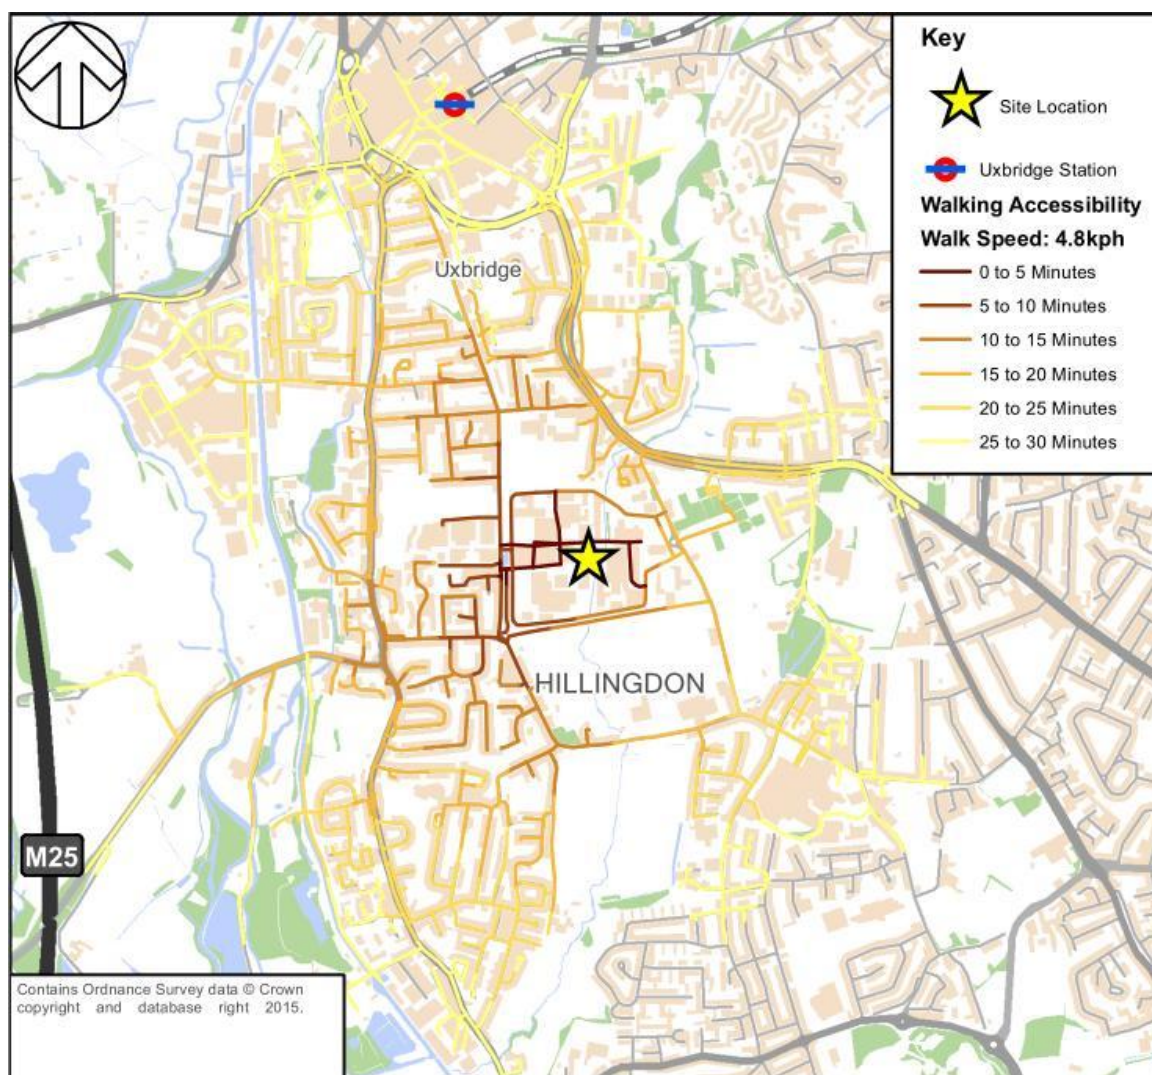 Key
Site Location
Uxbridge Station
Walking Accessibility
Walk Speed: 4.8kph
0 to 5 Minutes
5 to 10 Minutes
10 to 15 Minutes
15 to 20 Minutes
20 to 25 Minutes
25 to 30 Minutes
Uxbridge
HILLINGDON
M25
Contains Ordnance Survey data © Crown
copyright and database right 2015.